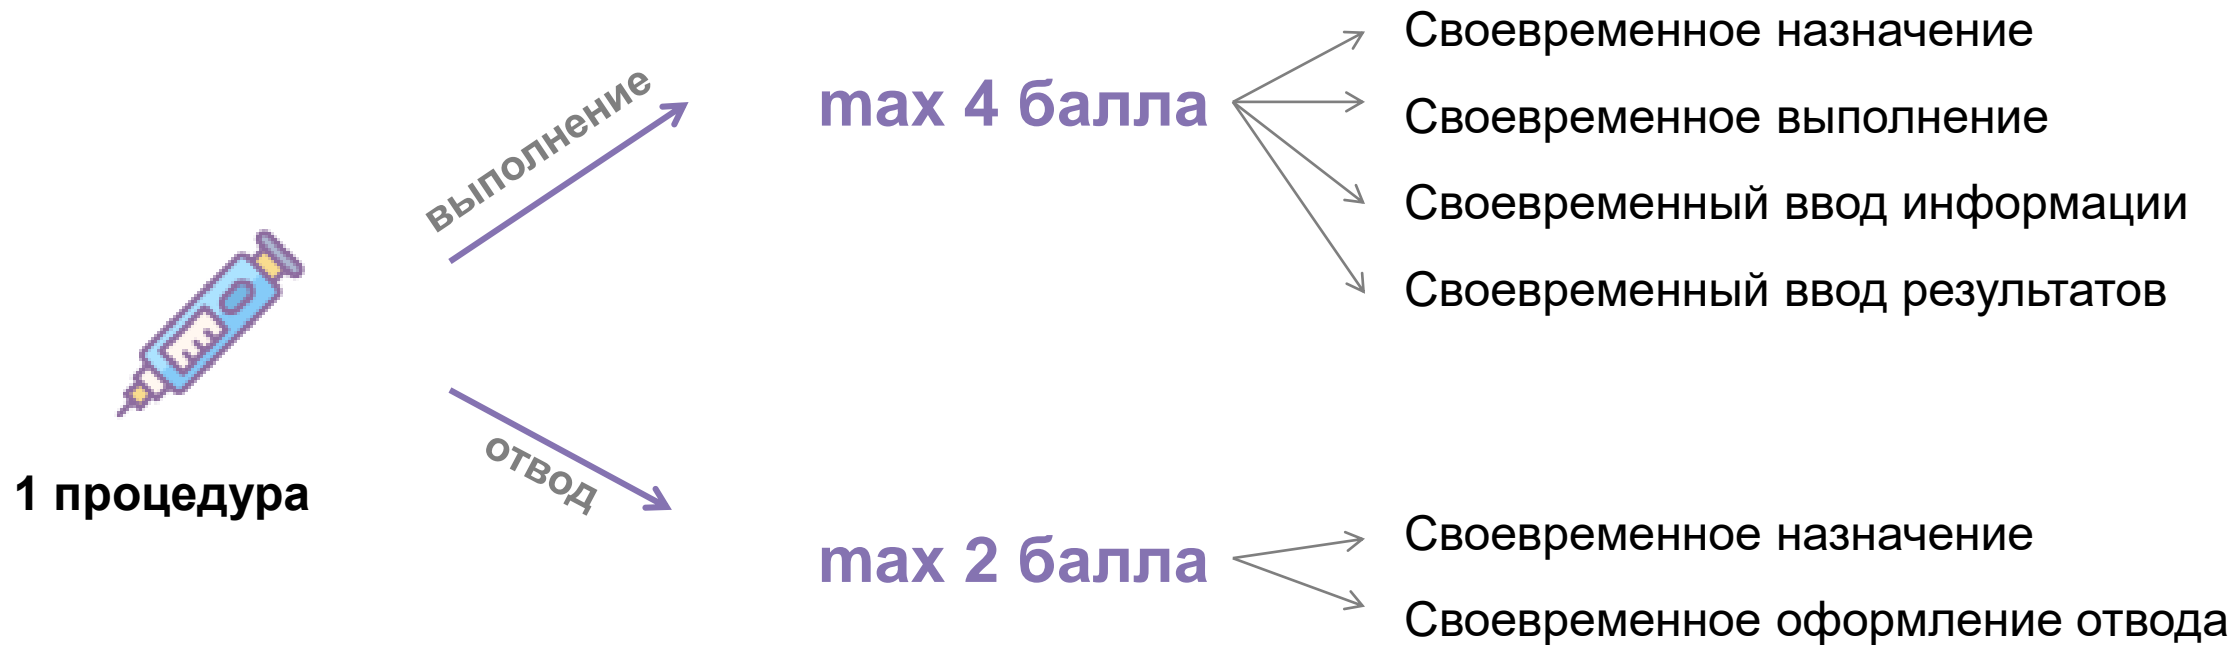 1 процедура
выполнение
max 4 балла
Своевременное назначение
Своевременное выполнение
Своевременный ввод информации
Своевременный ввод результатов
отвод
max 2 балла
Своевременное назначение
Своевременное оформление отвода